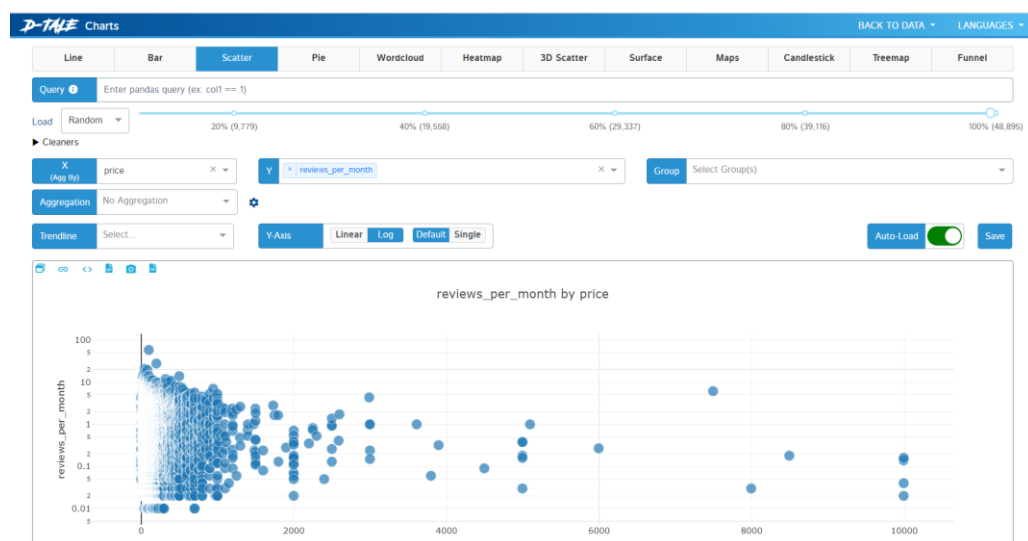 D-TALE Charts BACK TO DATA LANGUAGES
Line Bar Scatter Pie Wordcloud Heatmap 3D Scatter Surface Maps Candlestick Treemap Funnel
Query Enter pandas query (ex: col1 == 1)
Load Random 20% (9,779) 40% (19,558) 60% (29,337) 80% (39,116) 100% (48,895)
Cleaners
X (Agg By) price × Y × reviews_per_month × Group Select Group(s)
Aggregation No Aggregation
Trendline Select... Y-Axis Linear Log Default Single Auto-Load Save
reviews_per_month by price
reviews_per_month
100
5
2
10
5
2
1
5
2
0.1
5
2
0.01
5
0 2000 4000 6000 8000 10000